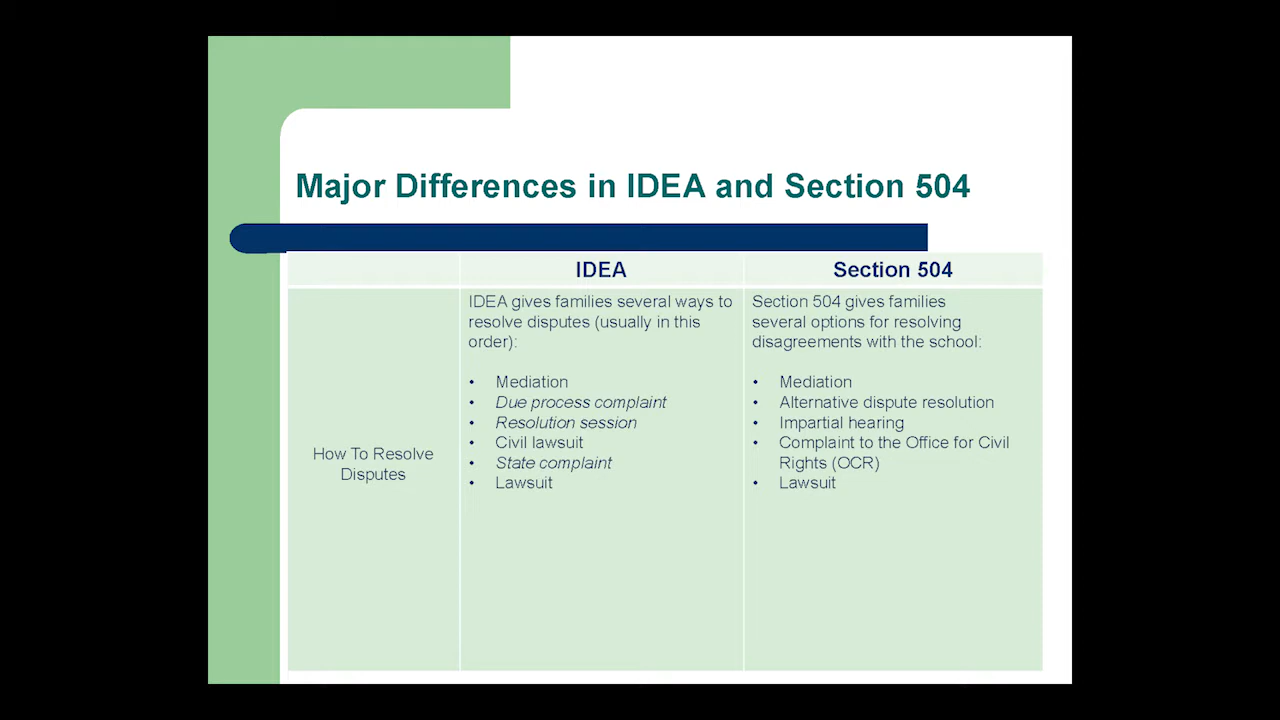 Major Differences in IDEA and Section 504
IDEA
Section 504
How To Resolve
Disputes
IDEA gives families several ways to
resolve disputes (usually in this
order):
• Mediation
• Due process complaint
• Resolution session
• Civil lawsuit
• State complaint
• Lawsuit
Section 504 gives families
several options for resolving
disagreements with the school:
• Mediation
• Alternative dispute resolution
• Impartial hearing
• Complaint to the Office for Civil
Rights (OCR)
• Lawsuit